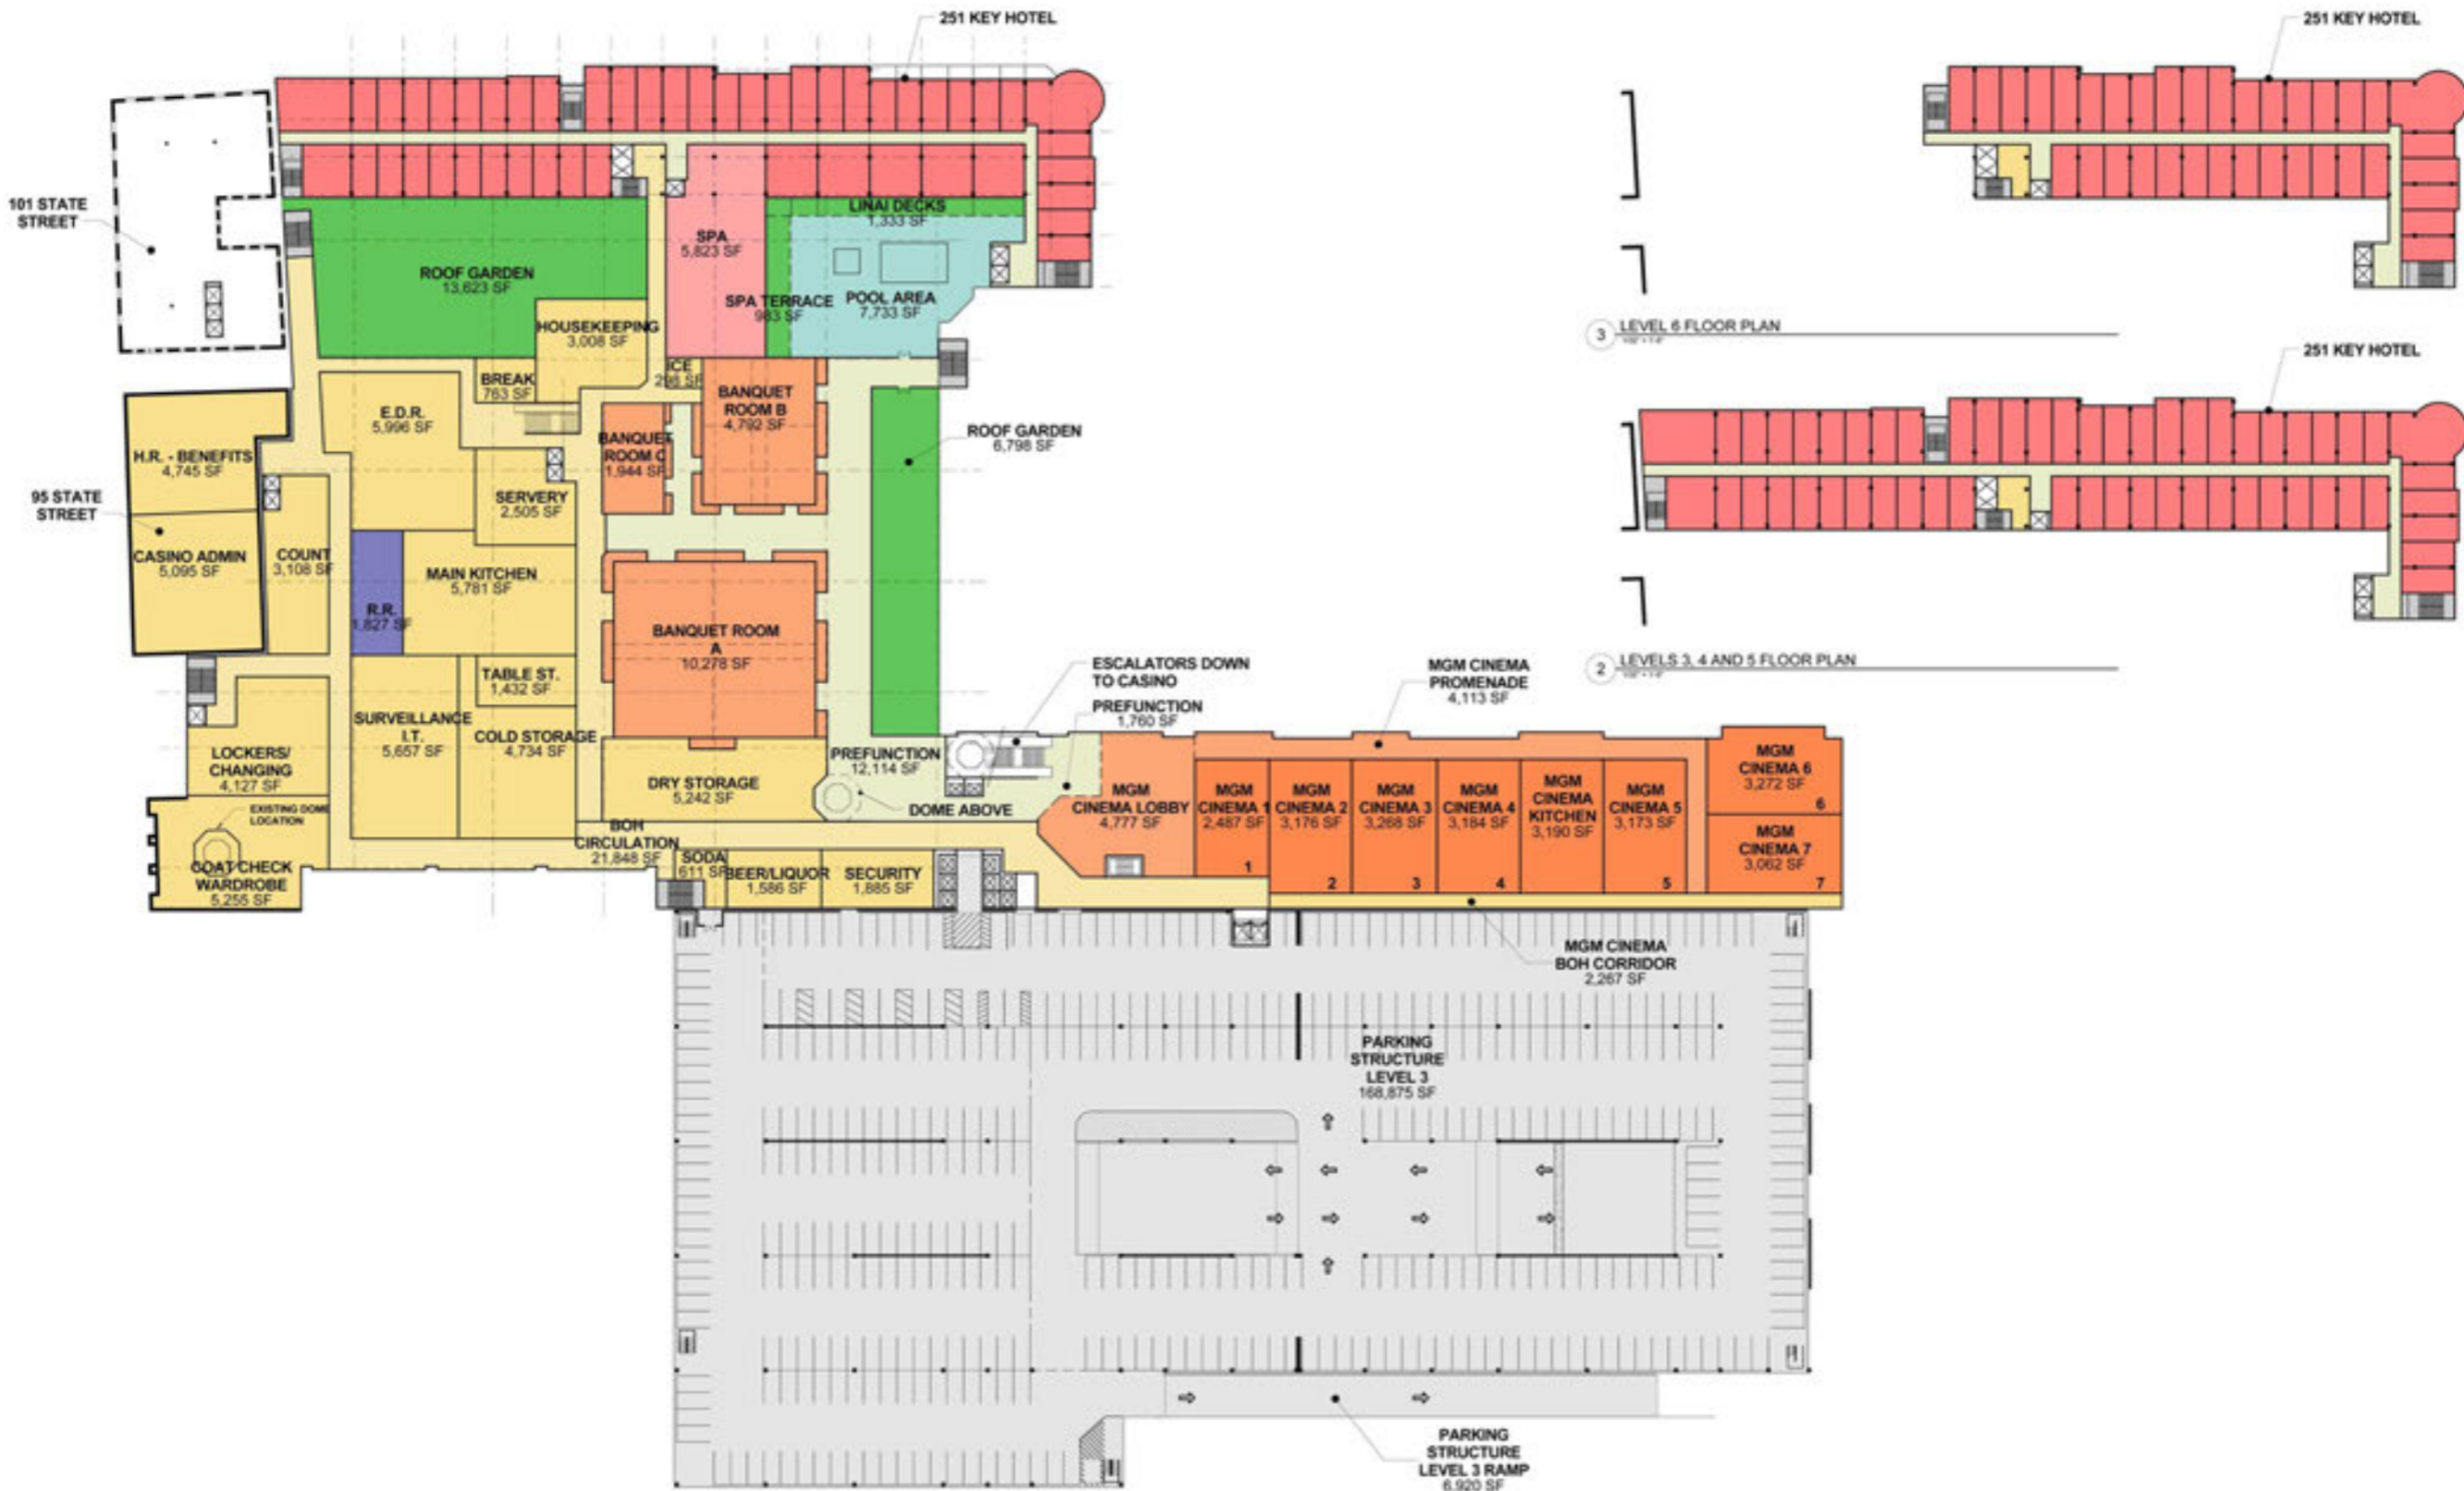 251 KEY HOTEL
251 KEY HOTEL
101 STATE
STREET
LINAI DECKS
1,333 SF
SPA
5,823 SF
ROOF GARDEN
13,623 SF
SPA TERRACE
983 SF
POOL AREA
7,733 SF
HOUSEKEEPING
3,008 SF
3
LEVEL 6 FLOOR PLAN
251 KEY HOTEL
BREAK
763 SF
ICE
BANQUET
ROOM B
4,792 SF
E.D.R.
5,996 SF
BANQUET
ROOM C
1,944 SF
ROOF GARDEN
6,798 SF
H.R. - BENEFITS
4,745 SF
95 STATE
STREET
SERVERY
2,505 SF
CASINO ADMIN
5,095 SF
COUNT
3,108 SF
MAIN KITCHEN
5,781 SF
R.R.
1,827 SF
BANQUET ROOM
A
10,278 SF
2
LEVELS 3, 4 AND 5 FLOOR PLAN
ESCALATORS DOWN
TO CASINO
MGM CINEMA
PROMENADE
4,113 SF
TABLE ST.
1,432 SF
PREFUNCTION
1,760 SF
SURVEILLANCE
I.T.
5,657 SF
COLD STORAGE
4,734 SF
LOCKERS/
CHANGING
4,127 SF
PREFUNCTION
12,114 SF
DRY STORAGE
5,242 SF
DOME ABOVE
MGM
CINEMA LOBBY
4,777 SF
MGM
CINEMA 1
2,487 SF
1
MGM
CINEMA 2
3,176 SF
2
MGM
CINEMA 3
3,268 SF
3
MGM
CINEMA 4
3,184 SF
4
MGM
CINEMA
KITCHEN
3,190 SF
MGM
CINEMA 5
3,173 SF
5
MGM
CINEMA 6
3,272 SF
6
MGM
CINEMA 7
3,062 SF
7
EXISTING DOME
LOCATION
COAT CHECK
WARDROBE
5,255 SF
BOH
CIRCULATION
21,848 SF
SODA
611 SF
BEER/LIQUOR
1,586 SF
SECURITY
1,885 SF
MGM CINEMA
BOH CORRIDOR
2,267 SF
PARKING
STRUCTURE
LEVEL 3
168,875 SF
PARKING
STRUCTURE
LEVEL 3 RAMP
6,920 SF